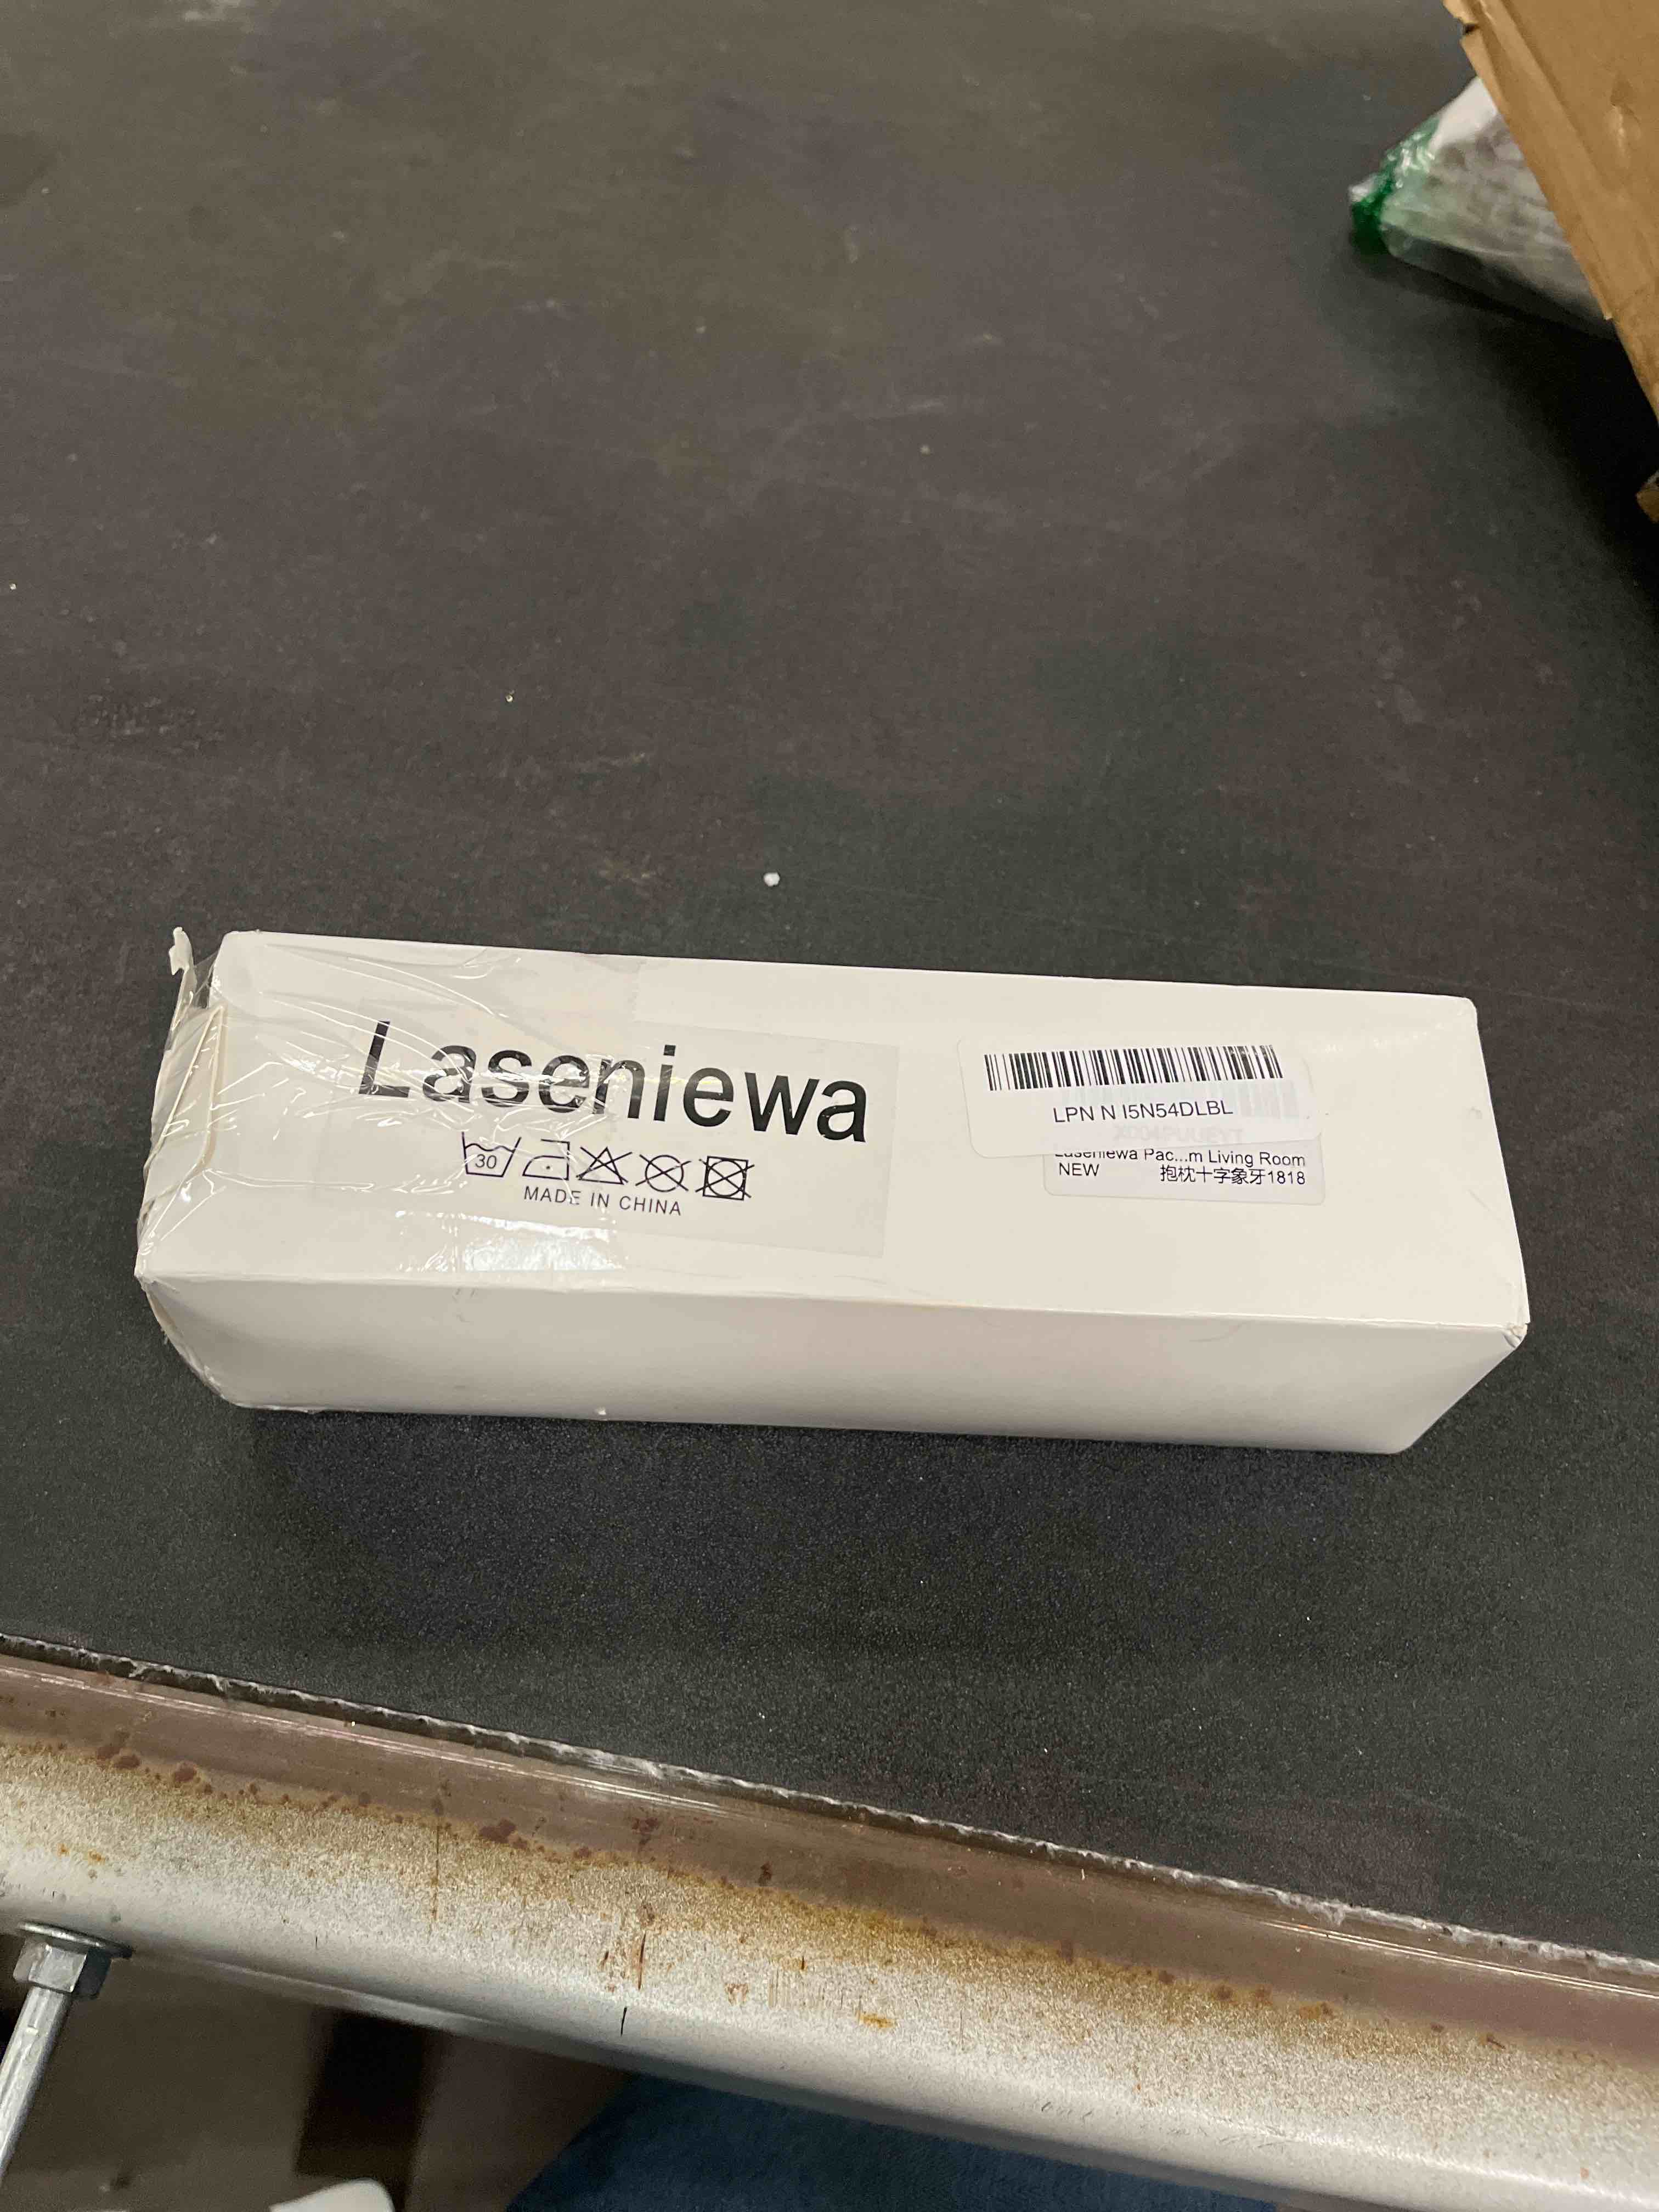 Laseniewa
30
MADE IN CHINA
LPN N I5N54DLBL
Laseniewa Pac...m Living Room
NEW 抱枕十字象牙1818